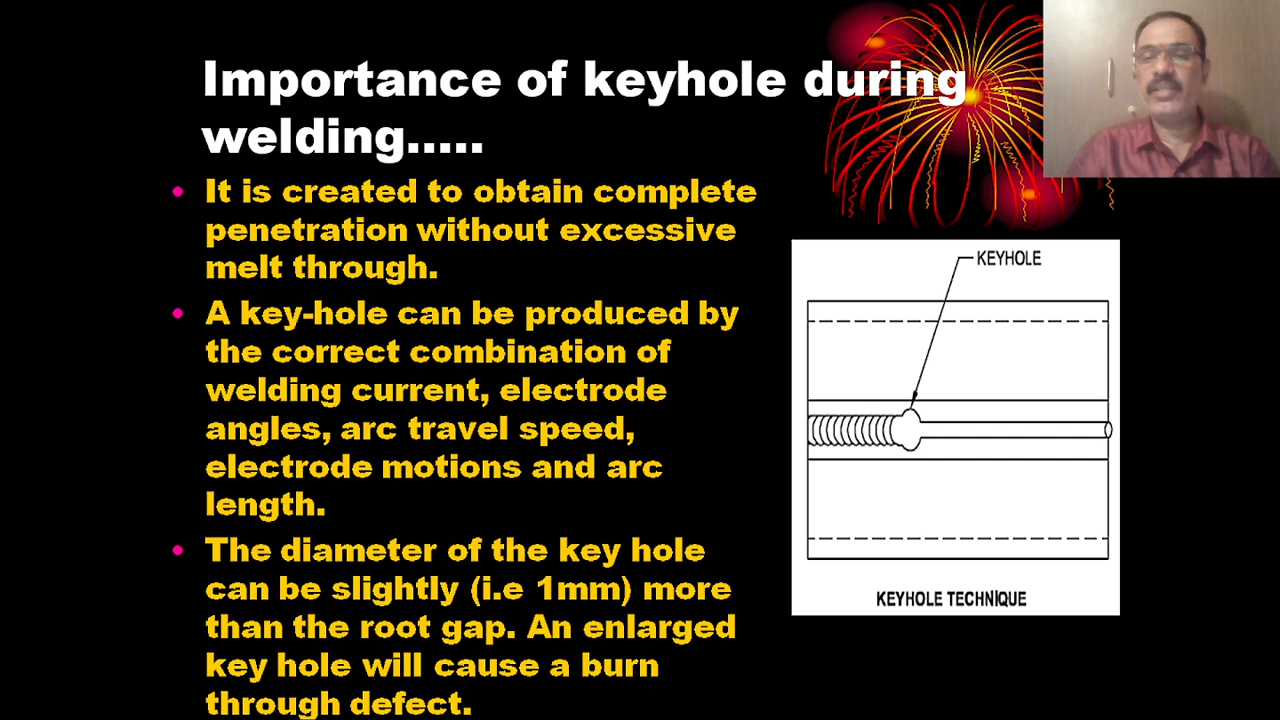 Importance of keyhole during
welding.....
• It is created to obtain complete
penetration without excessive
melt through.
• A key-hole can be produced by
the correct combination of
welding current, electrode
angles, arc travel speed,
electrode motions and arc
length.
• The diameter of the key hole
can be slightly (i.e 1mm) more
than the root gap. An enlarged
key hole will cause a burn
through defect.
KEYHOLE
KEYHOLE TECHNIQUE